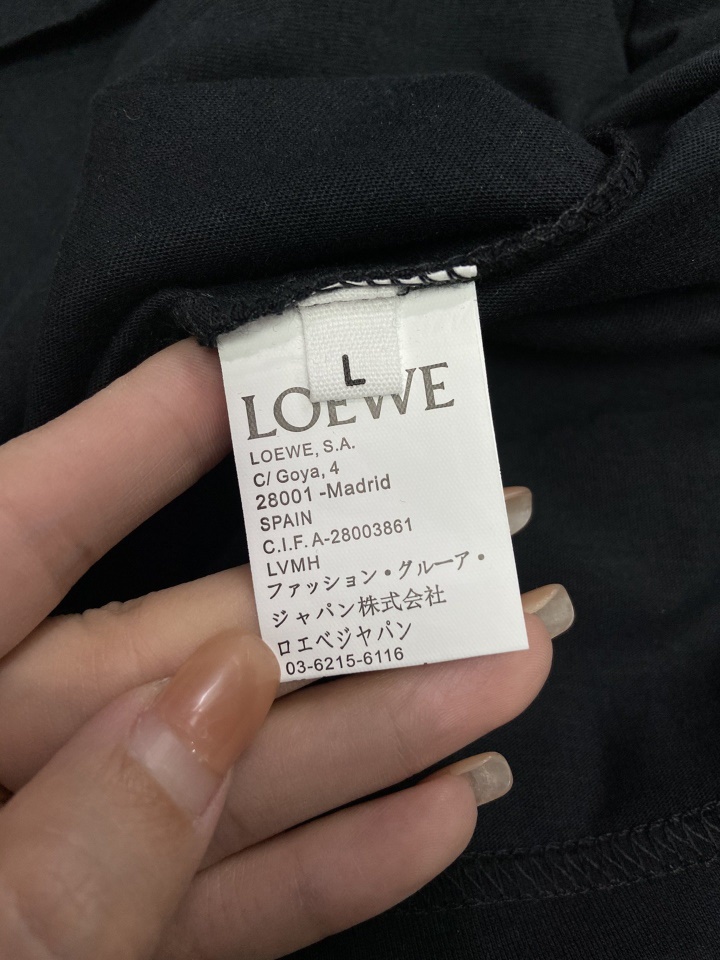 L
LOEWE
LOEWE, S.A.
C/ Goya, 4
28001 -Madrid
SPAIN
C.I.F. A-28003861
LVMH
ファッション・グルーア・
ジャパン株式会社
ロエベジャパン
03-6215-6116